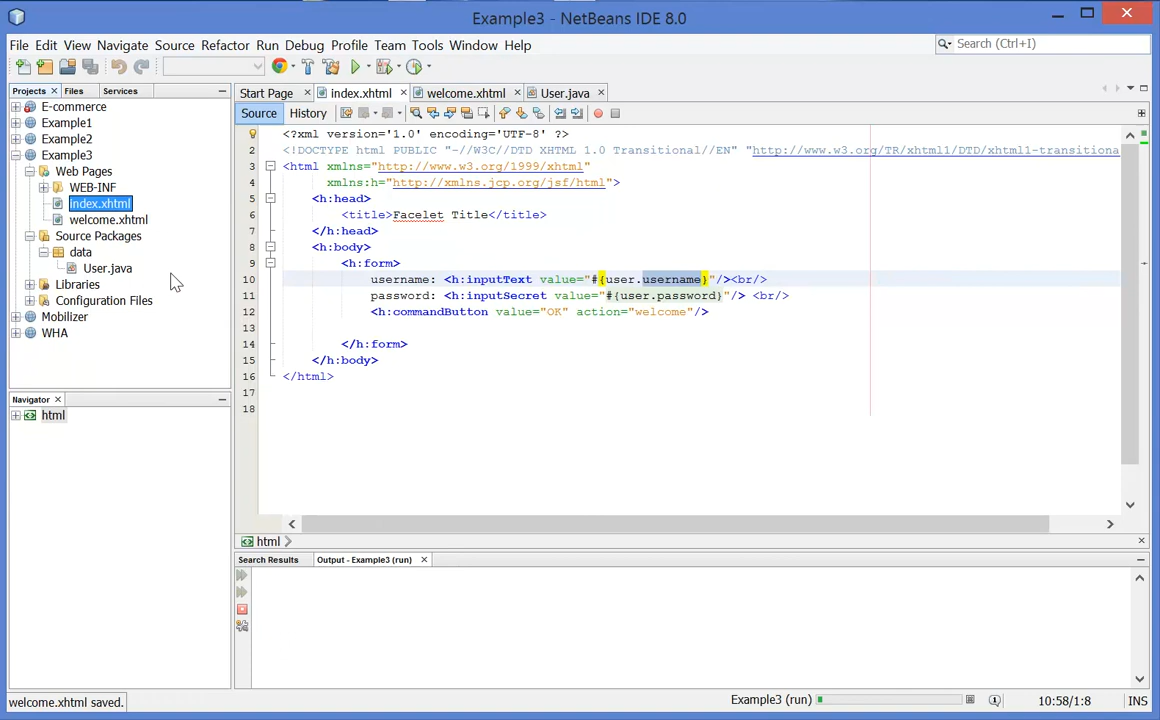 Example3 - NetBeans IDE 8.0
File Edit View Navigate Source Refactor Run Debug Profile Team Tools Window Help
Search (Ctrl+I)
Projects Files Services
Start Page index.xhtml welcome.xhtml User.java
Source History
E-commerce
Example1
Example2
Example3
Web Pages
WEB-INF
index.xhtml
welcome.xhtml
Source Packages
data
User.java
Libraries
Configuration Files
Mobilizer
WHA
<?xml version='1.0' encoding='UTF-8' ?>
2 <!DOCTYPE html PUBLIC "-//W3C//DTD XHTML 1.0 Transitional//EN" "http://www.w3.org/TR/xhtml1/DTD/xhtml1-transitiona
3 <html xmlns="http://www.w3.org/1999/xhtml"
4 xmlns:h="http://xmlns.jcp.org/jsf/html">
5 <h:head>
6 <title>Facelet Title</title>
7 </h:head>
8 <h:body>
9 <h:form>
10 username: <h:inputText value="#{user.username}"/><br/>
11 password: <h:inputSecret value="#{user.password}"/> <br/>
12 <h:commandButton value="OK" action="welcome"/>
13
14 </h:form>
15 </h:body>
16 </html>
17
18
Navigator
html
html
Search Results Output - Example3 (run)
welcome.xhtml saved.
Example3 (run)
10:58/1:8 INS